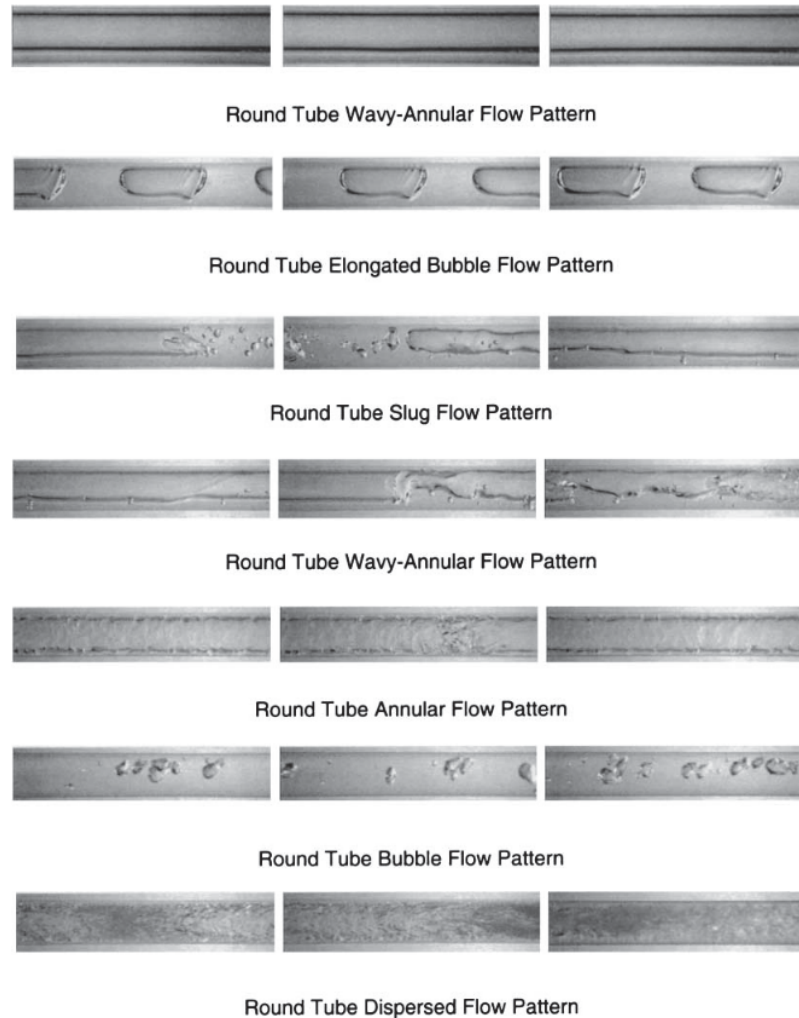 Round Tube Wavy-Annular Flow Pattern
Round Tube Elongated Bubble Flow Pattern
Round Tube Slug Flow Pattern
Round Tube Wavy-Annular Flow Pattern
Round Tube Annular Flow Pattern
Round Tube Bubble Flow Pattern
Round Tube Dispersed Flow Pattern